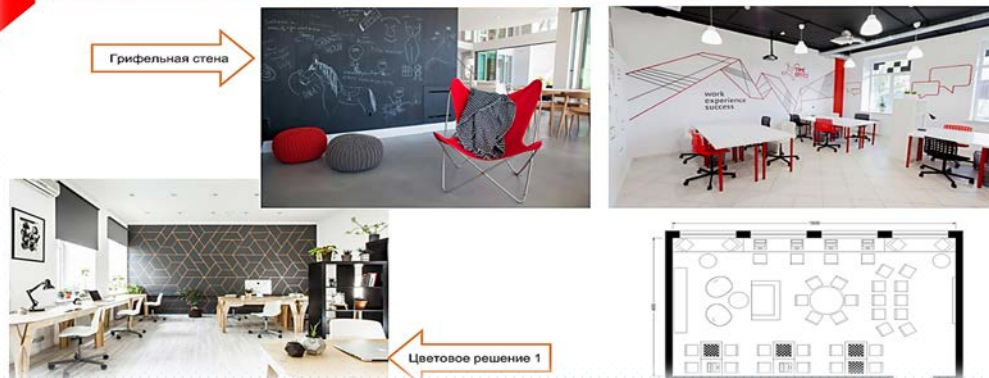 Грифельная стена
work
experience
success
Цветовое решение 1